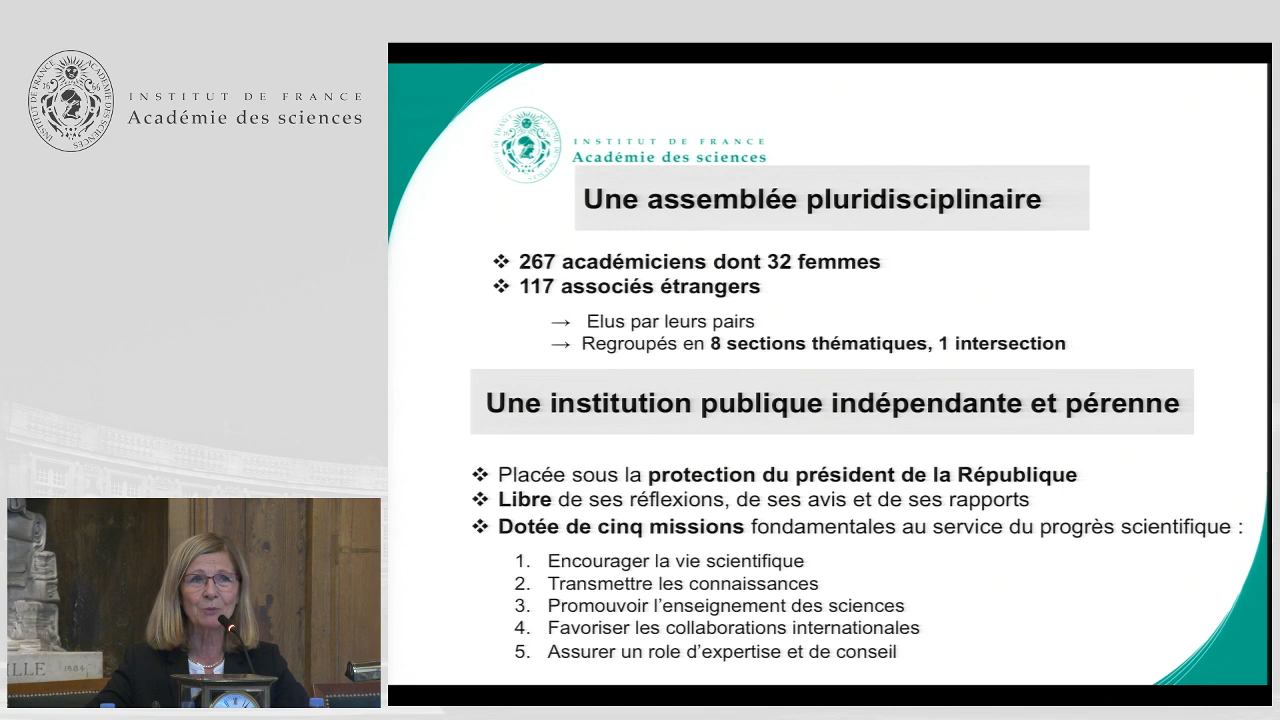 INSTITUT DE FRANCE
Académie des sciences
INSTITUT DE FRANCE
Académie des sciences
Une assemblée pluridisciplinaire
❖ 267 académiciens dont 32 femmes
❖ 117 associés étrangers
→ Elus par leurs pairs
→ Regroupés en 8 sections thématiques, 1 intersection
Une institution publique indépendante et pérenne
❖ Placée sous la protection du président de la République
❖ Libre de ses réflexions, de ses avis et de ses rapports
❖ Dotée de cinq missions fondamentales au service du progrès scientifique :
1. Encourager la vie scientifique
2. Transmettre les connaissances
3. Promouvoir l'enseignement des sciences
4. Favoriser les collaborations internationales
5. Assurer un role d'expertise et de conseil
ILLE 1884